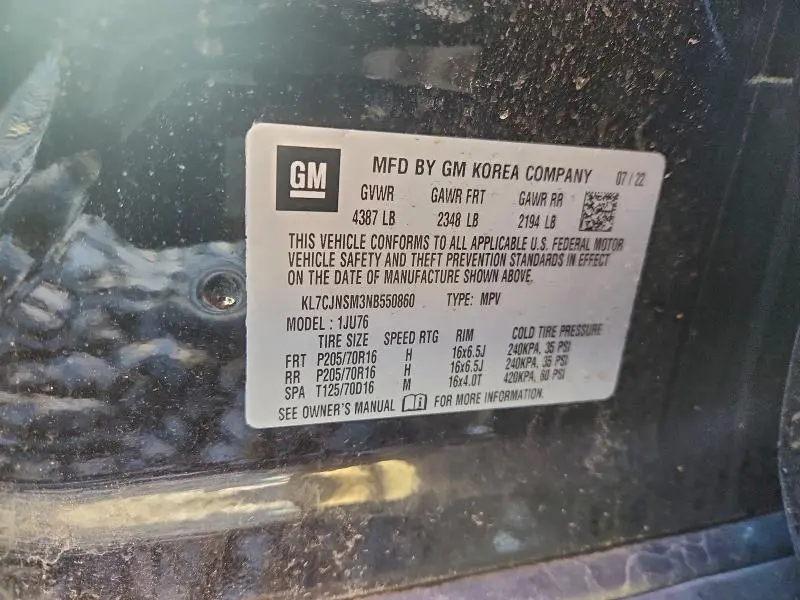 GM MFD BY GM KOREA COMPANY 07/22
GVWR GAWR FRT GAWR RR
4387 LB 2348 LB 2194 LB
THIS VEHICLE CONFORMS TO ALL APPLICABLE U.S. FEDERAL MOTOR
VEHICLE SAFETY AND THEFT PREVENTION STANDARDS IN EFFECT
ON THE DATE OF MANUFACTURE SHOWN ABOVE.
KL7CJNSM3NB550860 TYPE: MPV
MODEL: 1JU76
TIRE SIZE SPEED RTG RIM COLD TIRE PRESSURE
FRT P205/70R16 H 16x6.5J 240KPA, 35 PSI
RR P205/70R16 H 16x6.5J 240KPA, 35 PSI
SPA T125/70D16 M 16x4.0T 420KPA, 60 PSI
SEE OWNER'S MANUAL FOR MORE INFORMATION.